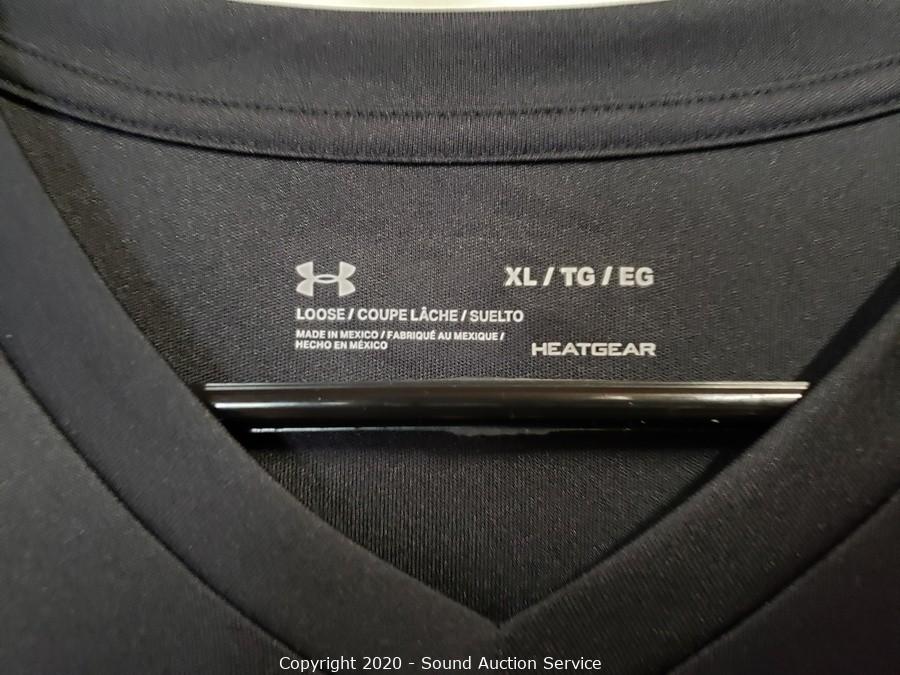 XL / TG / EG
LOOSE / COUPE LÂCHE / SUELTO
MADE IN MEXICO / FABRIQUÉ AU MEXIQUE /
HECHO EN MÉXICO
HEATGEAR
Copyright 2020 - Sound Auction Service